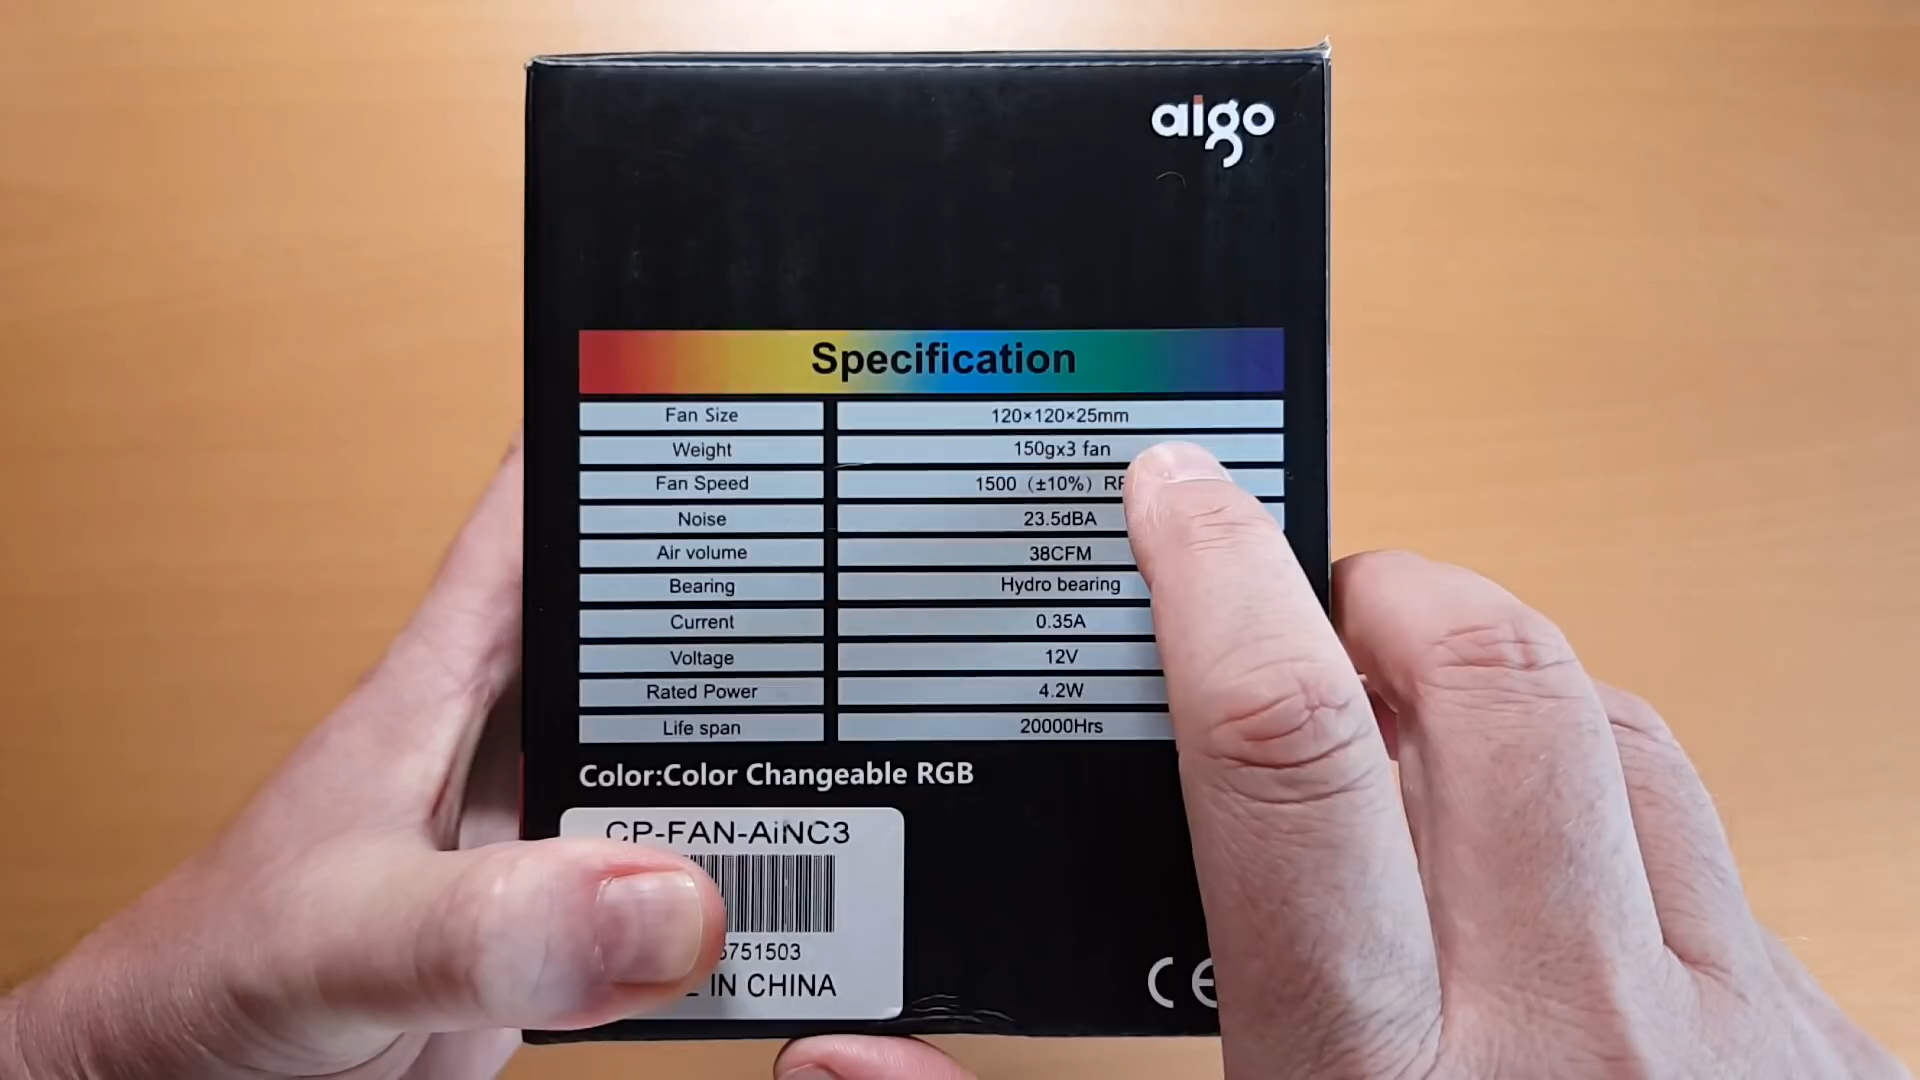 aigo
Specification
Fan Size 120×120×25mm
Weight 150gx3 fan
Fan Speed 1500（±10%）
Noise 23.5dBA
Air volume 38CFM
Bearing Hydro bearing
Current 0.35A
Voltage 12V
Rated Power 4.2W
Life span 20000Hrs
Color:Color Changeable RGB
CP-FAN-AiNC3
5751503
IN CHINA
CE